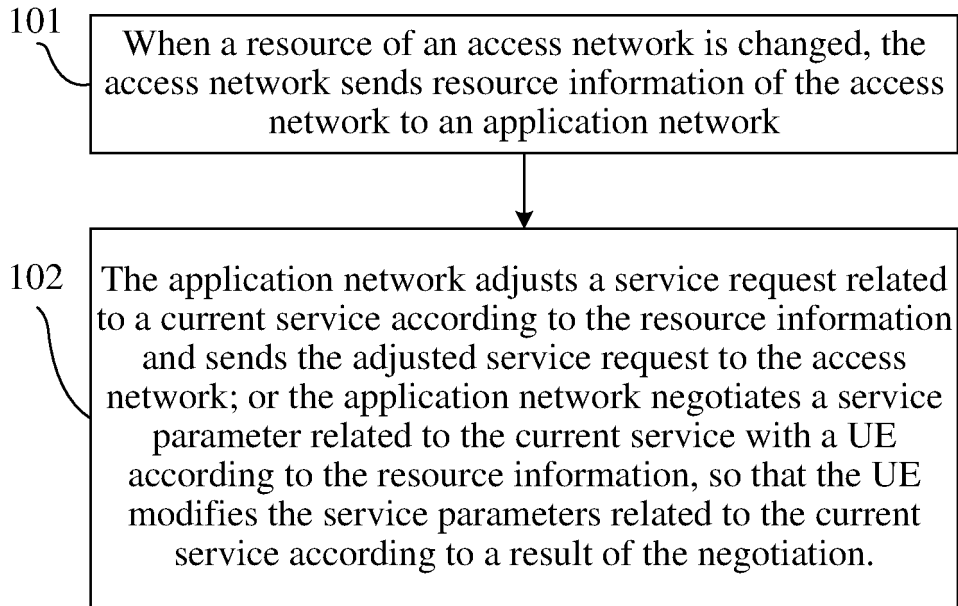 101
When a resource of an access network is changed, the
access network sends resource information of the access
network to an application network
102
The application network adjusts a service request related
to a current service according to the resource information
and sends the adjusted service request to the access
network; or the application network negotiates a service
parameter related to the current service with a UE
according to the resource information, so that the UE
modifies the service parameters related to the current
service according to a result of the negotiation.